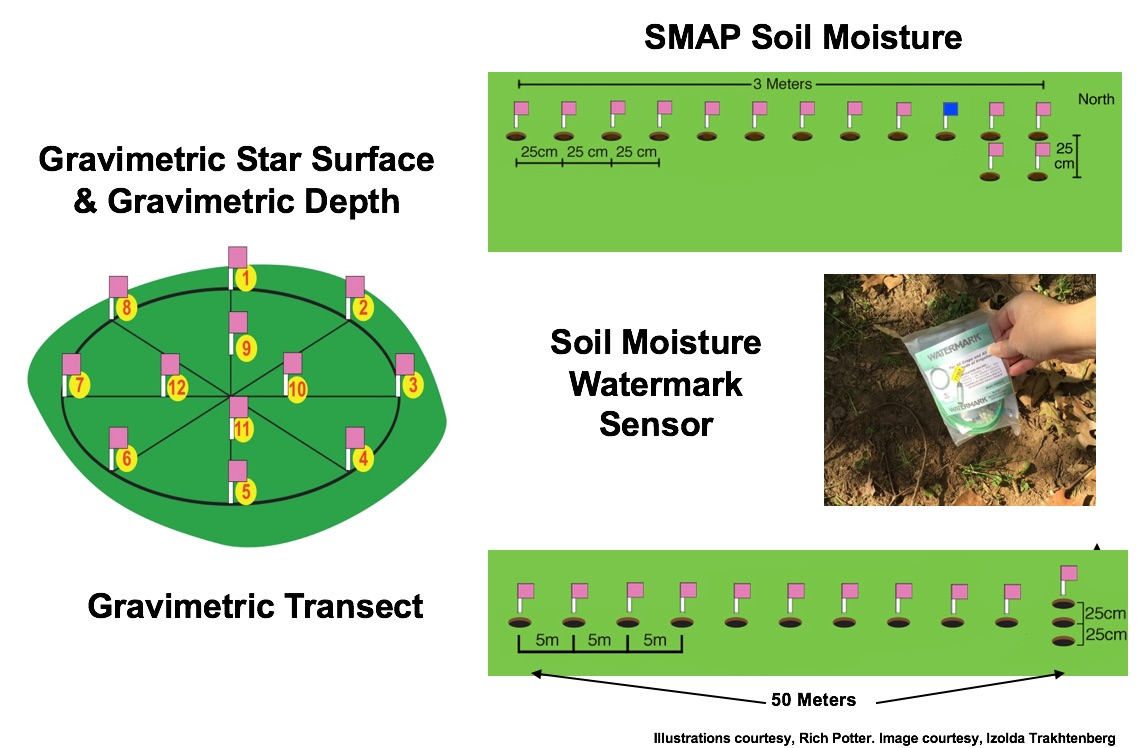 SMAP Soil Moisture
3 Meters
North
25cm 25 cm 25 cm
25
cm
Gravimetric Star Surface
& Gravimetric Depth
1
8
2
9
7
12
10
3
11
6
4
5
Soil Moisture
Watermark
Sensor
WATERMARK
WATERMARK
Gravimetric Transect
5m 5m 5m
25cm
25cm
50 Meters
Illustrations courtesy, Rich Potter. Image courtesy, Izolda Trakhtenberg